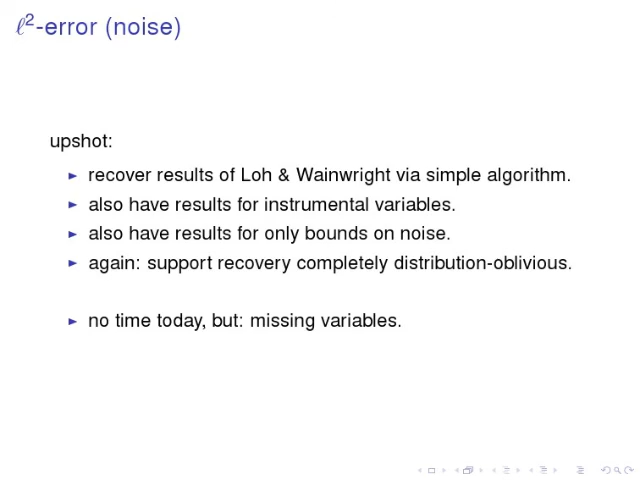 ℓ²-error (noise)
upshot:
recover results of Loh & Wainwright via simple algorithm.
also have results for instrumental variables.
also have results for only bounds on noise.
again: support recovery completely distribution-oblivious.
no time today, but: missing variables.